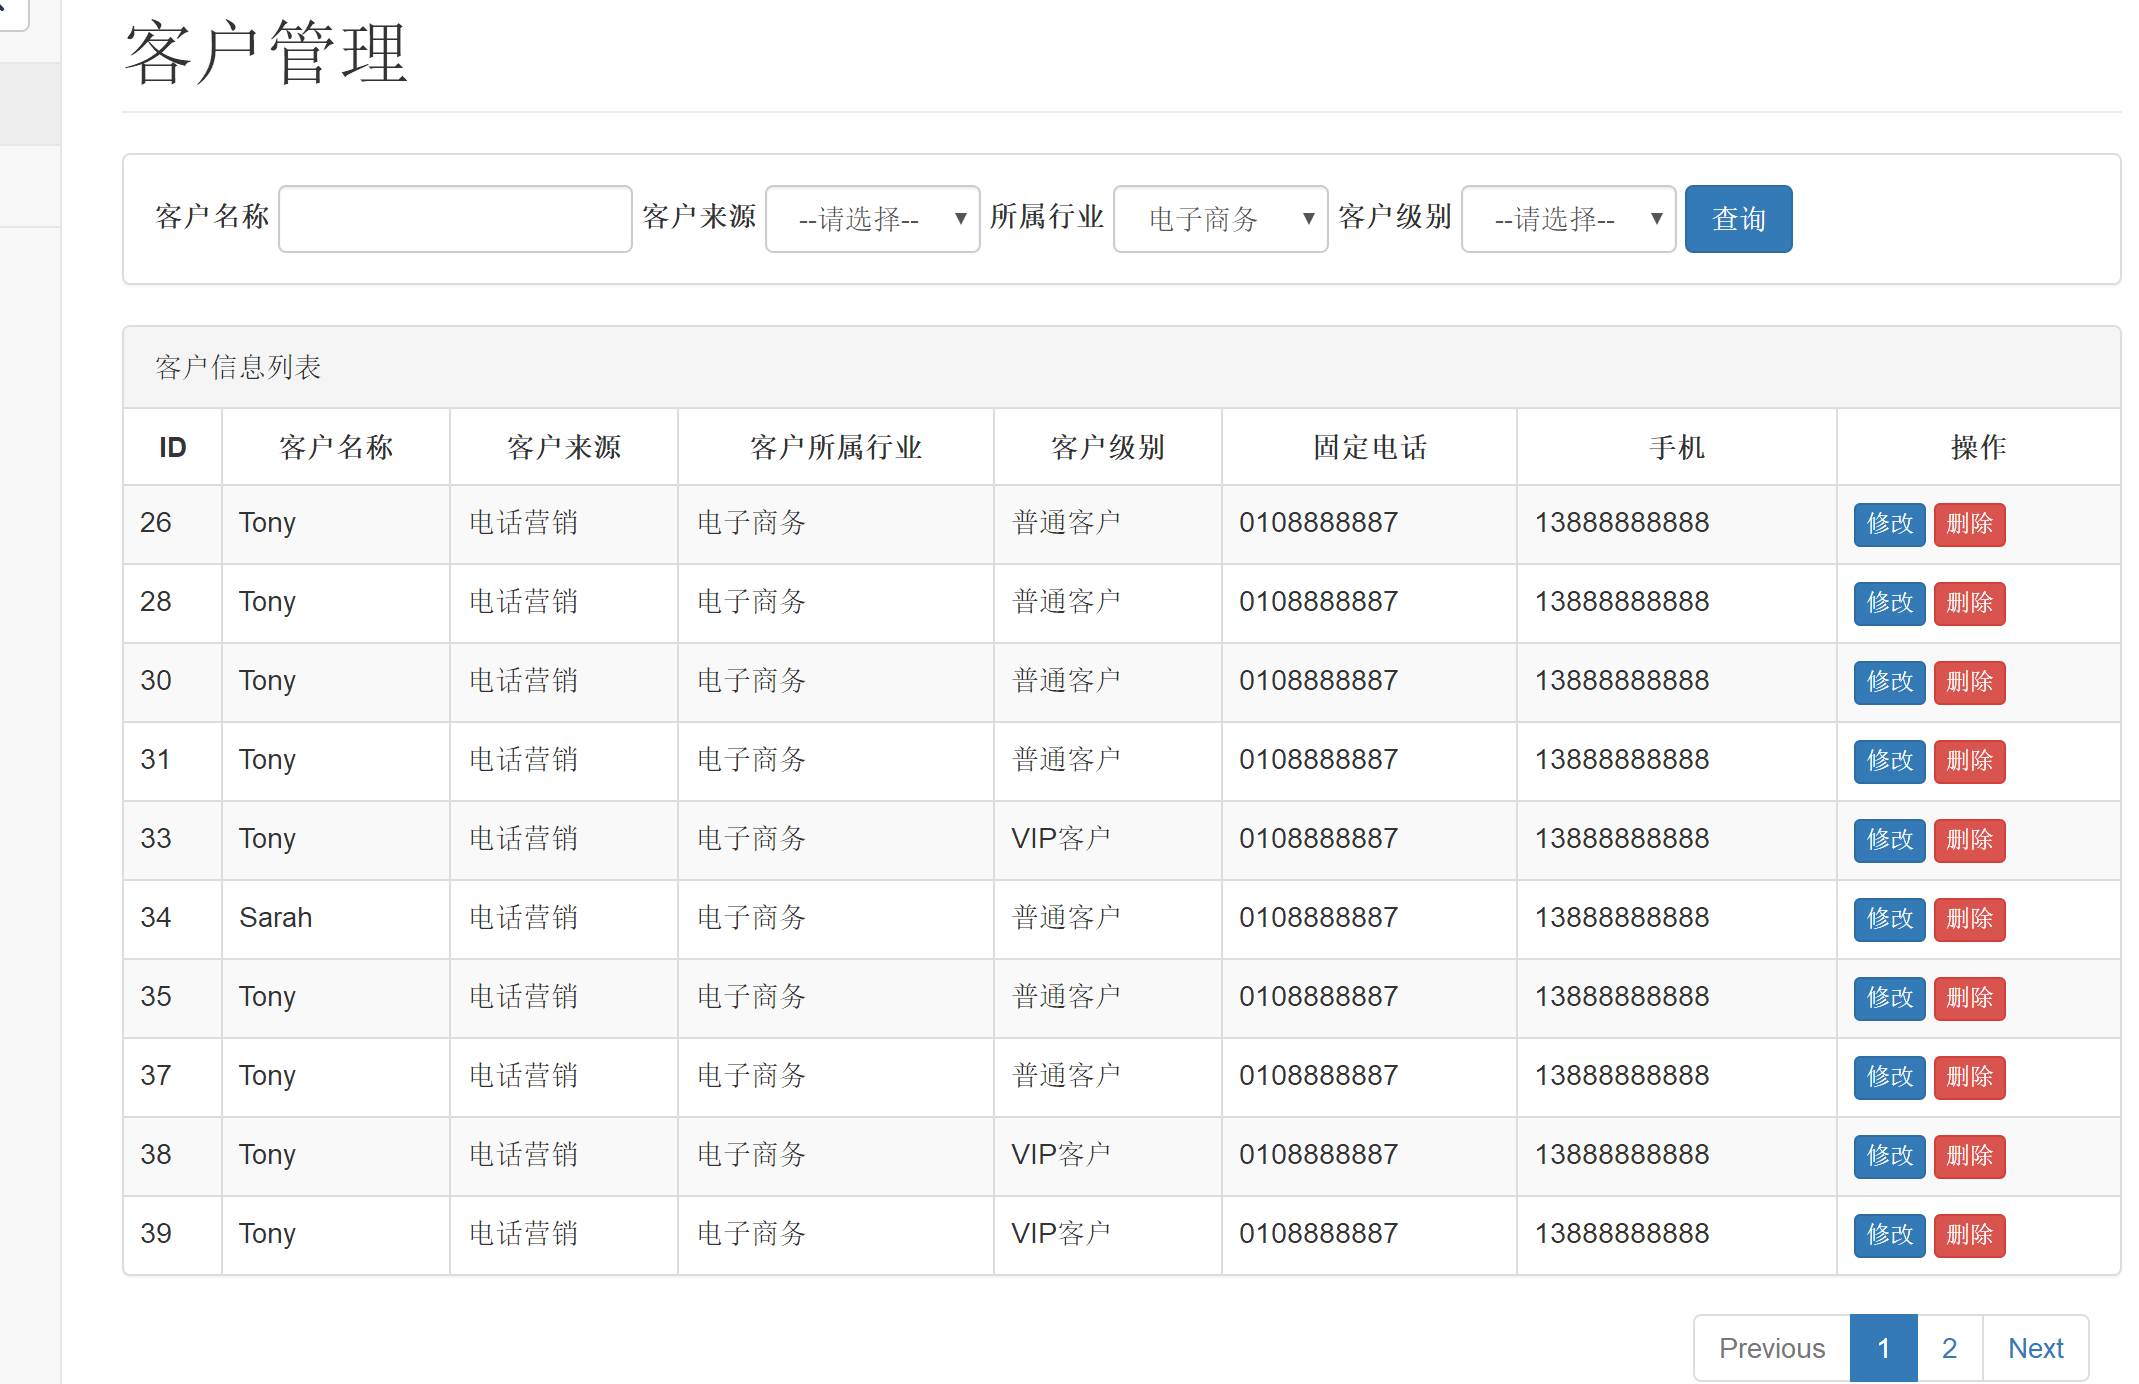 客户管理
客户名称 客户来源 --请选择-- 所属行业 电子商务 客户级别 --请选择-- 查询
客户信息列表
ID 客户名称 客户来源 客户所属行业 客户级别 固定电话 手机 操作
26 Tony 电话营销 电子商务 普通客户 0108888887 13888888888 修改 删除
28 Tony 电话营销 电子商务 普通客户 0108888887 13888888888 修改 删除
30 Tony 电话营销 电子商务 普通客户 0108888887 13888888888 修改 删除
31 Tony 电话营销 电子商务 普通客户 0108888887 13888888888 修改 删除
33 Tony 电话营销 电子商务 VIP客户 0108888887 13888888888 修改 删除
34 Sarah 电话营销 电子商务 普通客户 0108888887 13888888888 修改 删除
35 Tony 电话营销 电子商务 普通客户 0108888887 13888888888 修改 删除
37 Tony 电话营销 电子商务 普通客户 0108888887 13888888888 修改 删除
38 Tony 电话营销 电子商务 VIP客户 0108888887 13888888888 修改 删除
39 Tony 电话营销 电子商务 VIP客户 0108888887 13888888888 修改 删除
Previous 1 2 Next